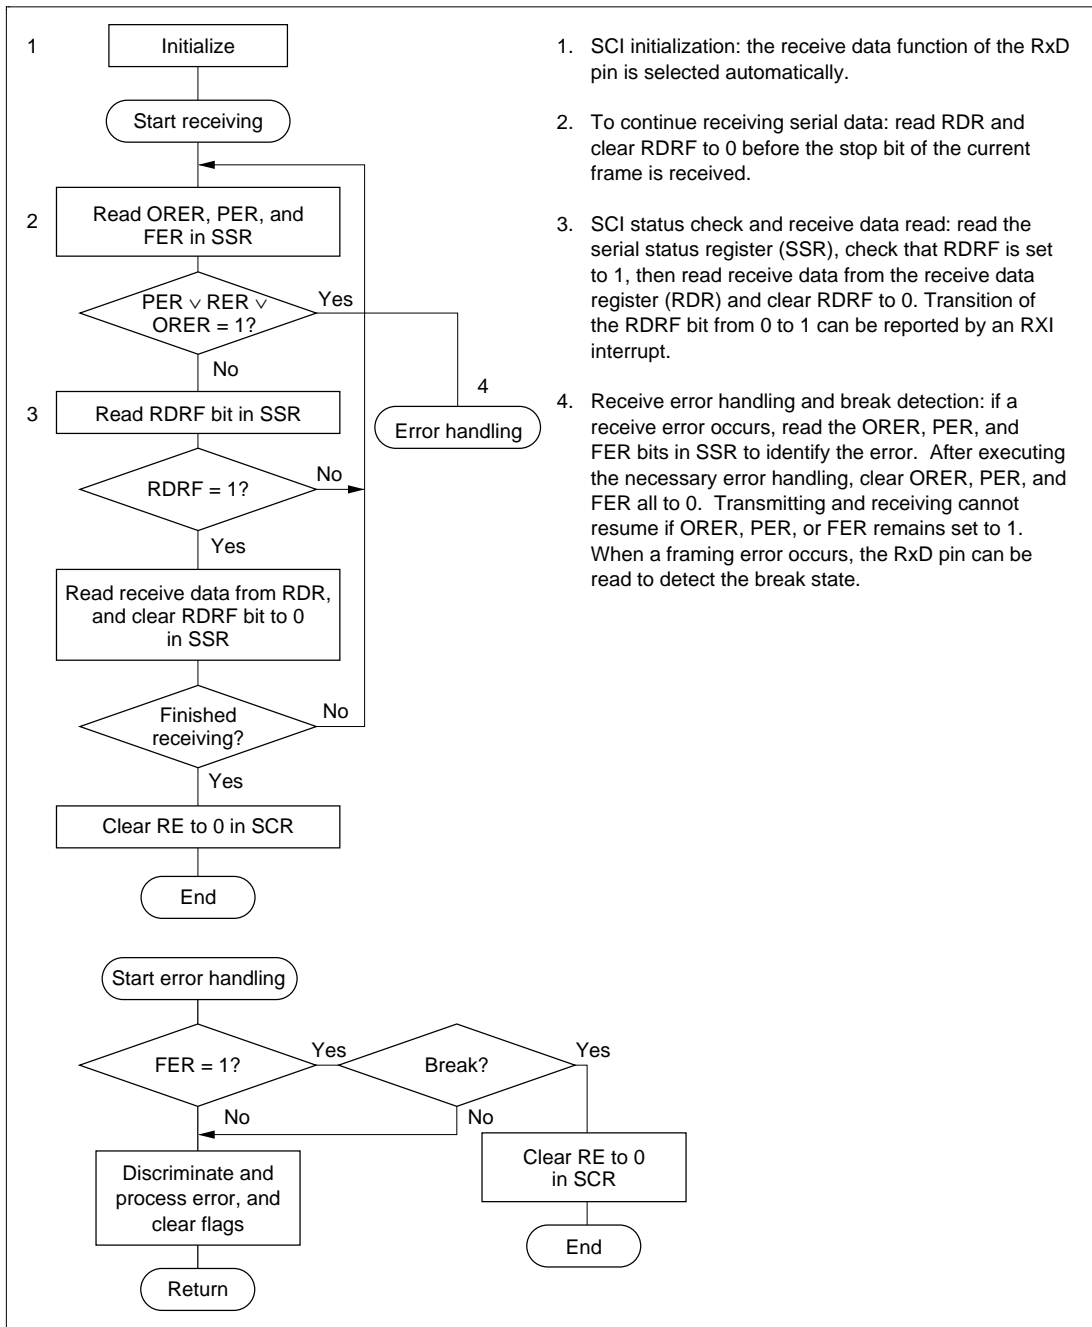 1
Initialize
Start receiving
2
Read ORER, PER, and
FER in SSR
PER ∨ RER ∨
ORER = 1?
Yes
No
4
Error handling
3
Read RDRF bit in SSR
RDRF = 1?
No
Yes
Read receive data from RDR,
and clear RDRF bit to 0
in SSR
Finished
receiving?
No
Yes
Clear RE to 0 in SCR
End
1. SCI initialization: the receive data function of the RxD
pin is selected automatically.
2. To continue receiving serial data: read RDR and
clear RDRF to 0 before the stop bit of the current
frame is received.
3. SCI status check and receive data read: read the
serial status register (SSR), check that RDRF is set
to 1, then read receive data from the receive data
register (RDR) and clear RDRF to 0. Transition of
the RDRF bit from 0 to 1 can be reported by an RXI
interrupt.
4. Receive error handling and break detection: if a
receive error occurs, read the ORER, PER, and
FER bits in SSR to identify the error. After executing
the necessary error handling, clear ORER, PER, and
FER all to 0. Transmitting and receiving cannot
resume if ORER, PER, or FER remains set to 1.
When a framing error occurs, the RxD pin can be
read to detect the break state.
Start error handling
FER = 1?
Yes
Break?
Yes
No
No
Discriminate and
process error, and
clear flags
Clear RE to 0
in SCR
End
Return